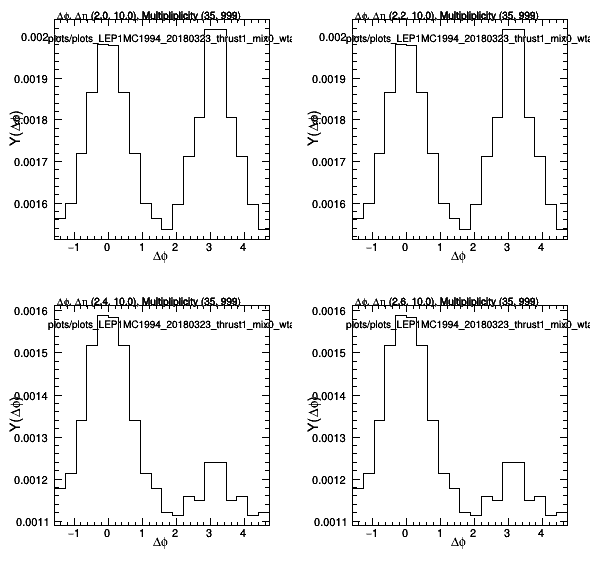 Δφ, Δη (2.0, 10.0), Multipliplicity (35, 999)
plots/plots_LEP1MC1994_20180323_thrust1_mix0_wta
Y(Δφ)
0.002
0.0019
0.0018
0.0017
0.0016
−1 0 1 2 3 4
Δφ
Δφ, Δη (2.2, 10.0), Multipliplicity (35, 999)
plots/plots_LEP1MC1994_20180323_thrust1_mix0_wta
Y(Δφ)
0.002
0.0019
0.0018
0.0017
0.0016
−1 0 1 2 3 4
Δφ
Δφ, Δη (2.4, 10.0), Multipliplicity (35, 999)
plots/plots_LEP1MC1994_20180323_thrust1_mix0_wta
Y(Δφ)
0.0016
0.0015
0.0014
0.0013
0.0012
0.0011
−1 0 1 2 3 4
Δφ
Δφ, Δη (2.6, 10.0), Multipliplicity (35, 999)
plots/plots_LEP1MC1994_20180323_thrust1_mix0_wta
Y(Δφ)
0.0016
0.0015
0.0014
0.0013
0.0012
0.0011
−1 0 1 2 3 4
Δφ